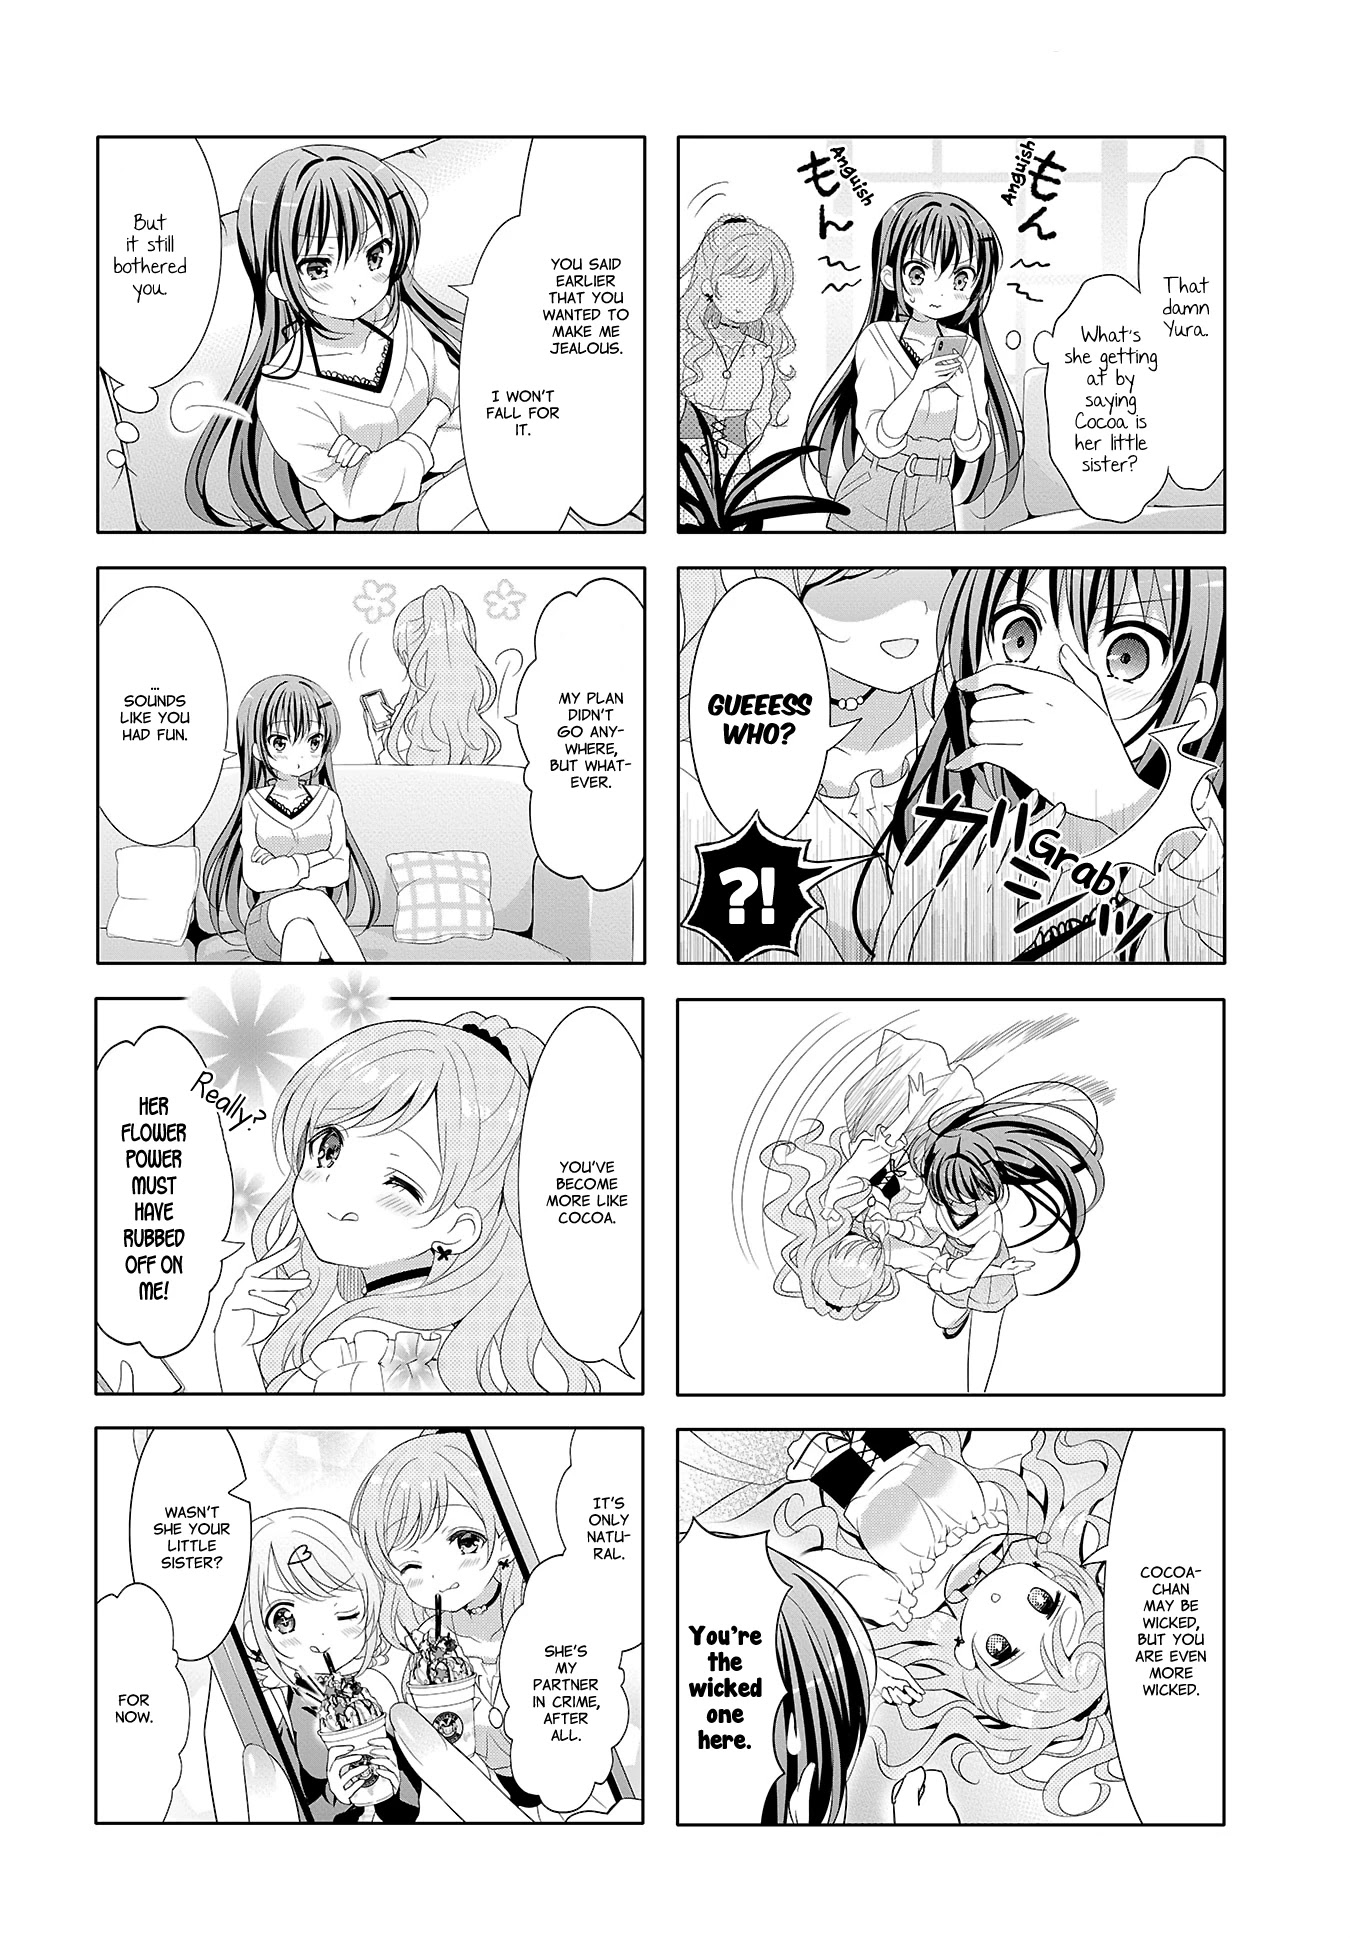 That
damn
Yura.
What's
she getting
at by
saying
Cocoa is
her little
sister?
もん
Anguish
もん
Anguish
GUEEESS
WHO?
?!
ガバーッ
Grab
COCOA-
CHAN
MAY BE
WICKED,
BUT YOU
ARE EVEN
MORE
WICKED.
You're
the
wicked
one
here.
YOU SAID
EARLIER
THAT YOU
WANTED TO
MAKE ME
JEALOUS.
I WON'T
FALL FOR
IT.
But
it still
bothered
you.
MY PLAN
DIDN'T
GO ANY-
WHERE,
BUT WHAT-
EVER.
...
SOUNDS
LIKE YOU
HAD FUN.
YOU'VE
BECOME
MORE LIKE
COCOA.
Really?
HER
FLOWER
POWER
MUST
HAVE
RUBBED
OFF ON
ME!
IT'S
ONLY
NATU-
RAL.
SHE'S
MY
PARTNER
IN CRIME,
AFTER
ALL.
WASN'T
SHE YOUR
LITTLE
SISTER?
FOR
NOW.